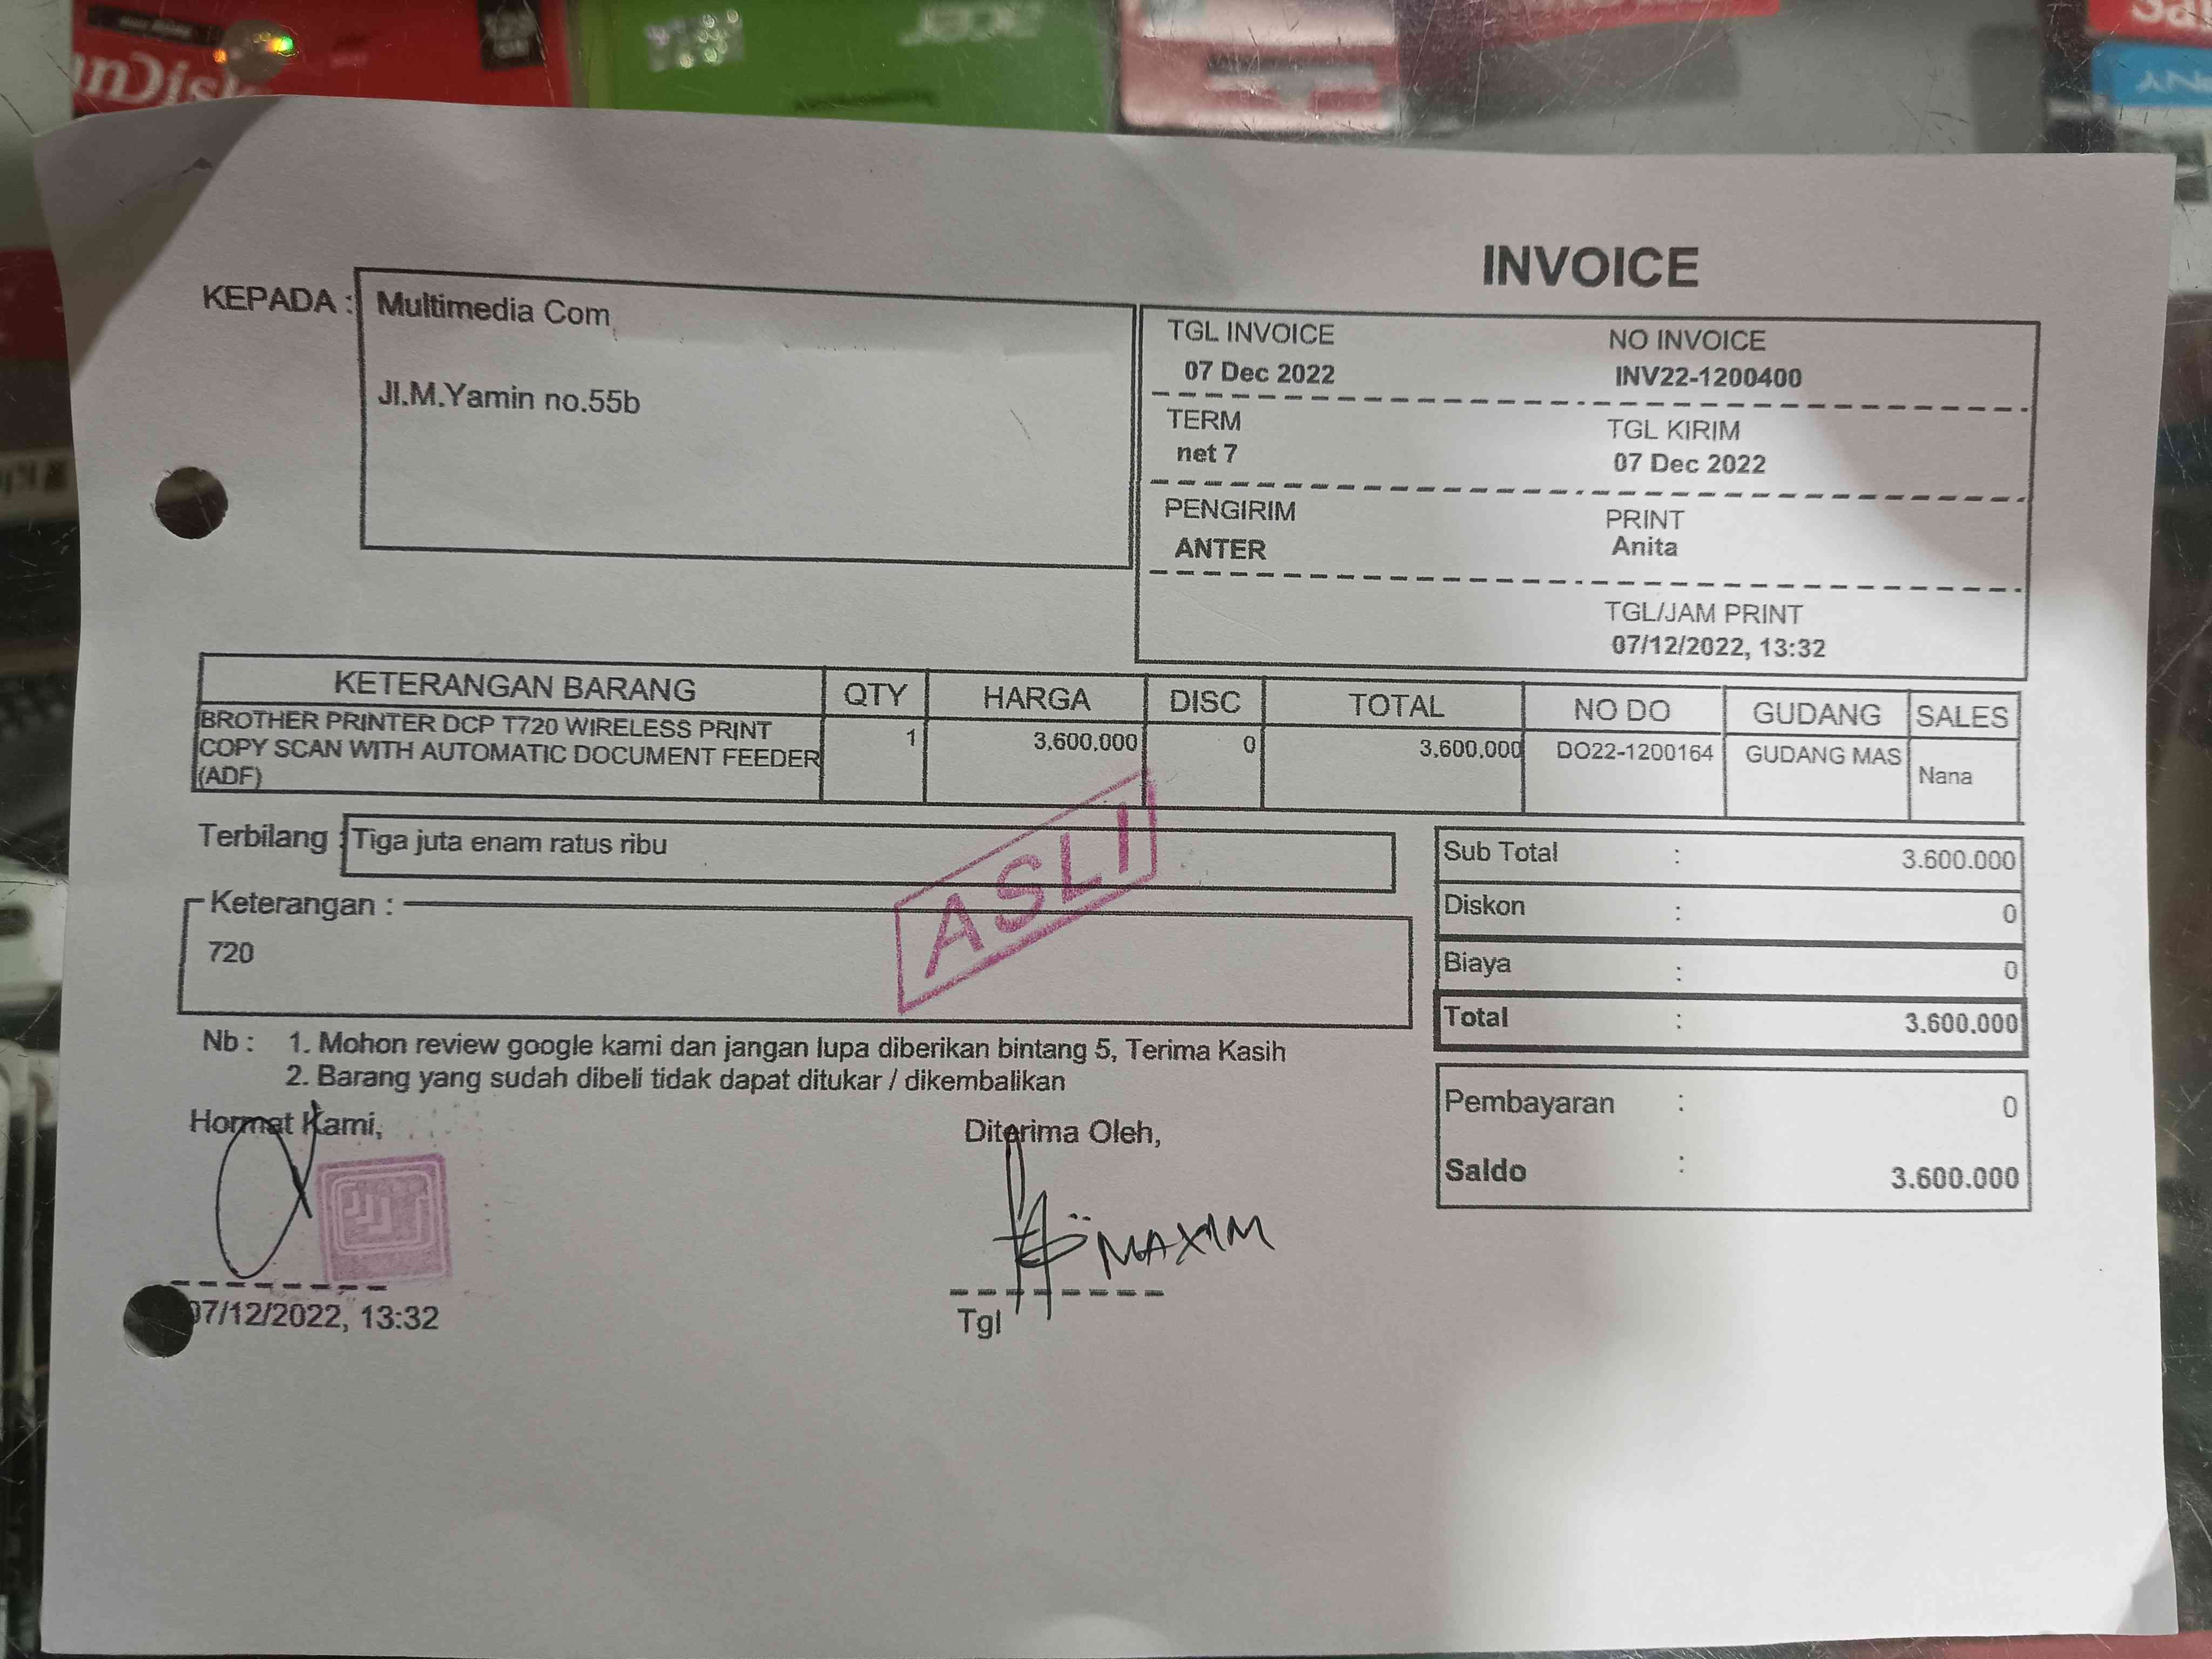 acer
INVOICE
KEPADA : Multimedia Com
Jl.M.Yamin no.55b
TGL INVOICE NO INVOICE
07 Dec 2022 INV22-1200400
TERM TGL KIRIM
net 7 07 Dec 2022
PENGIRIM PRINT
ANTER Anita
TGL/JAM PRINT
07/12/2022, 13:32
KETERANGAN BARANG QTY HARGA DISC TOTAL NO DO GUDANG SALES
BROTHER PRINTER DCP T720 WIRELESS PRINT
COPY SCAN WITH AUTOMATIC DOCUMENT FEEDER
(ADF)
1 3,600,000 0 3,600,000 DO22-1200164 GUDANG MAS Nana
Terbilang : Tiga juta enam ratus ribu
Keterangan :
720
ASLI
Sub Total : 3.600.000
Diskon : 0
Biaya : 0
Total : 3.600.000
Pembayaran : 0
Saldo : 3.600.000
Nb : 1. Mohon review google kami dan jangan lupa diberikan bintang 5, Terima Kasih
2. Barang yang sudah dibeli tidak dapat ditukar / dikembalikan
Hormat Kami, Diterima Oleh,
MAXIM
07/12/2022, 13:32 Tgl